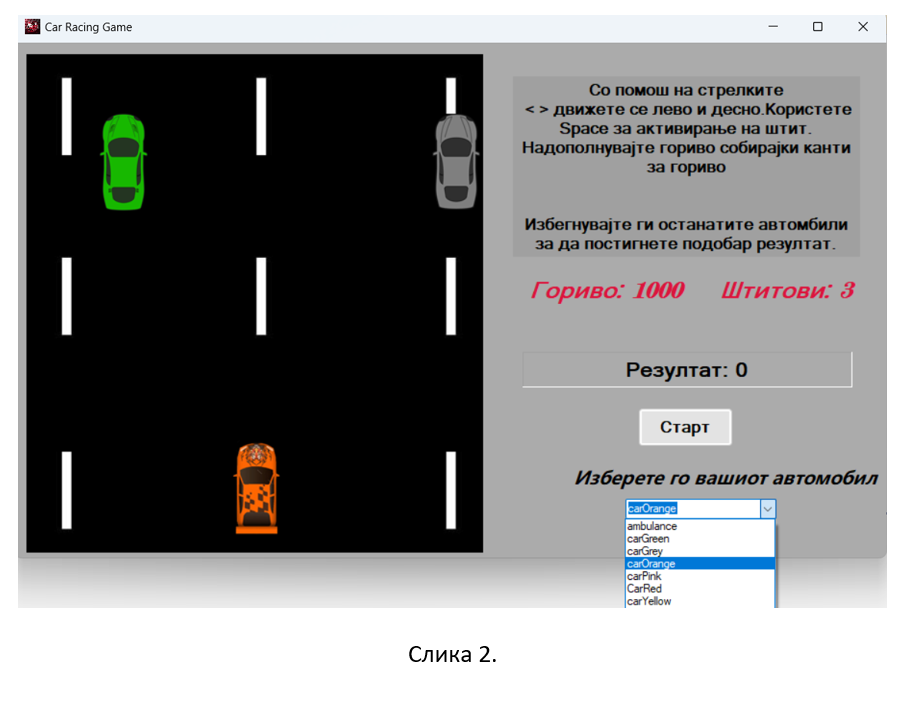 Car Racing Game
Со помош на стрелките
< > движете се лево и десно.Користете
Space за активирање на штит.
Надополнувајте гориво собирајки канти
за гориво
Избегнувајте ги останатите автомбили
за да постигнете подобар резултат.
Гориво: 1000 Штитови: 3
Резултат: 0
Старт
Изберете го вашиот автомобил
carOrange
ambulance
carGreen
carGrey
carOrange
carPink
CarRed
carYellow
Слика 2.